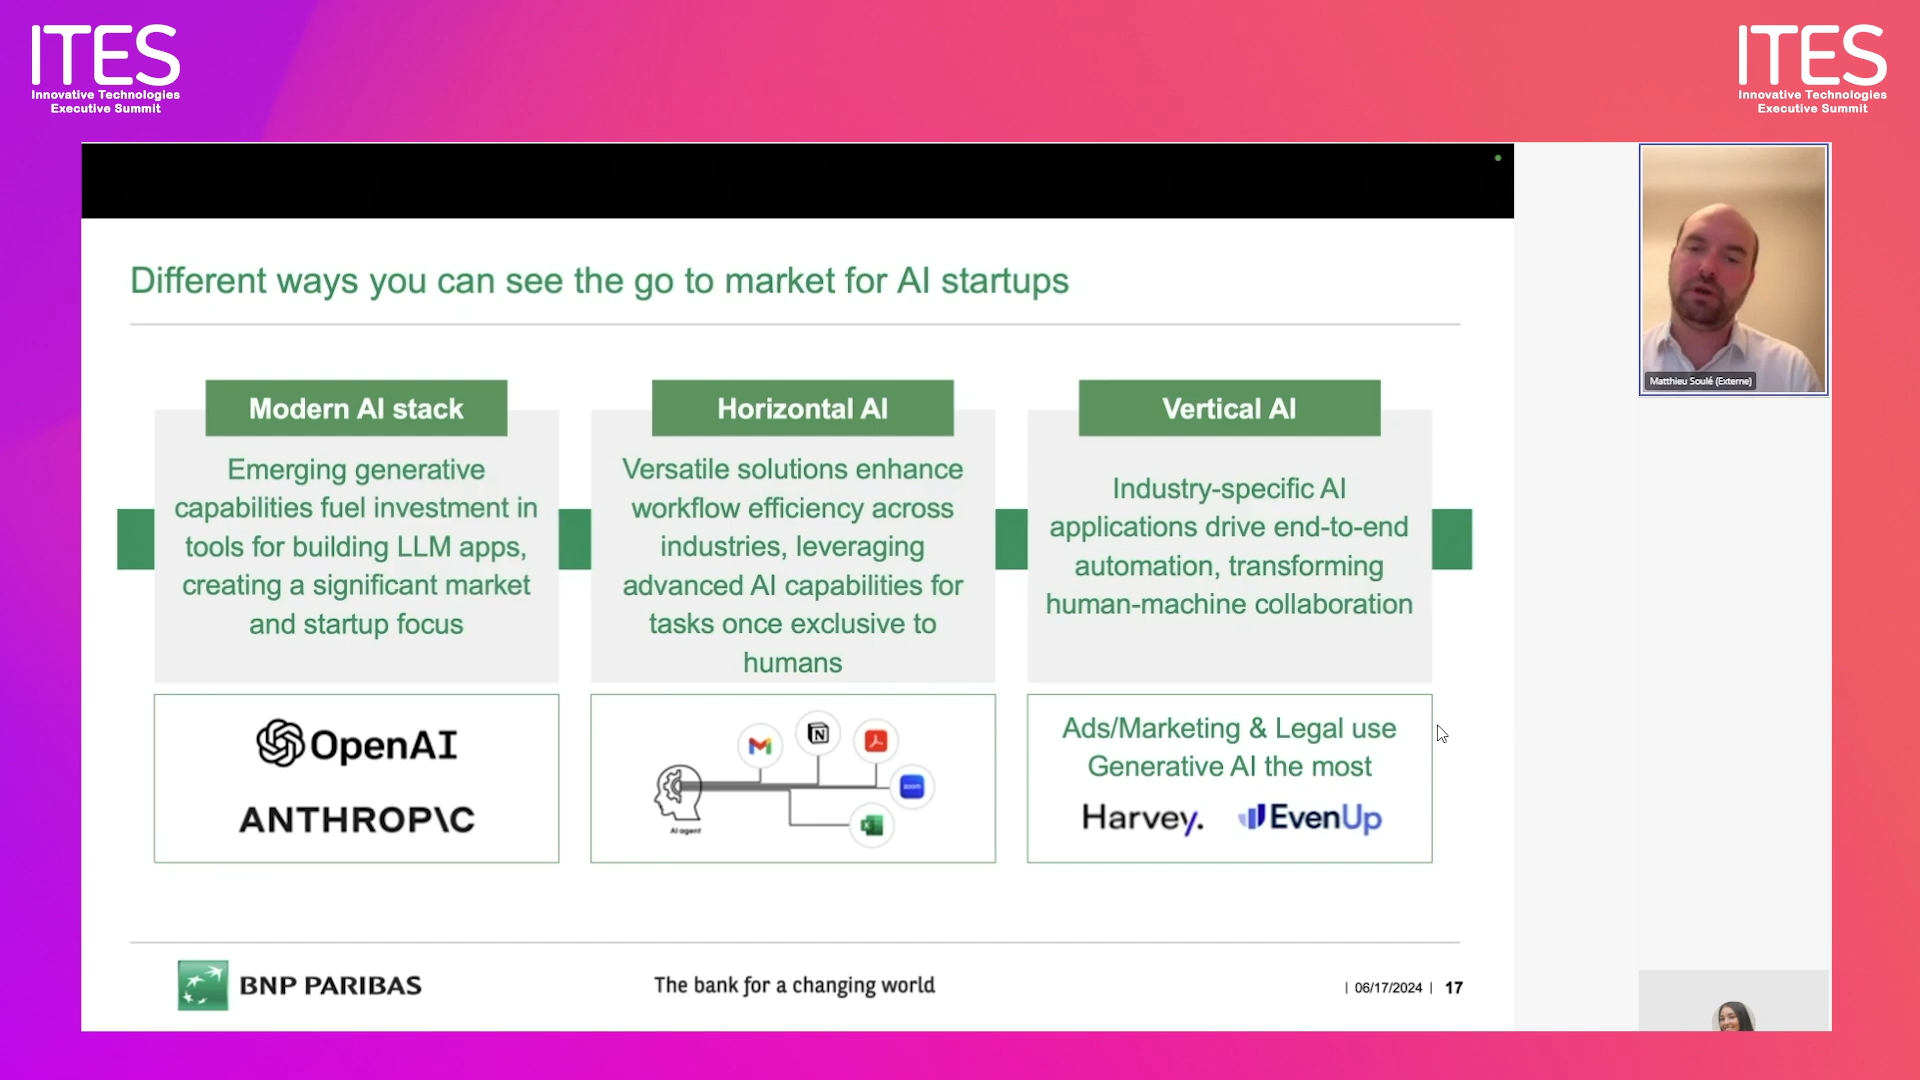 ITES
Innovative Technologies
Executive Summit
ITES
Innovative Technologies
Executive Summit
Different ways you can see the go to market for AI startups
Modern AI stack
Emerging generative
capabilities fuel investment in
tools for building LLM apps,
creating a significant market
and startup focus
Horizontal AI
Versatile solutions enhance
workflow efficiency across
industries, leveraging
advanced AI capabilities for
tasks once exclusive to
humans
Vertical AI
Industry-specific AI
applications drive end-to-end
automation, transforming
human-machine collaboration
OpenAI
ANTHROP\C
AI agent
zoom
Ads/Marketing & Legal use
Generative AI the most
Harvey.
EvenUp
BNP PARIBAS
The bank for a changing world
| 06/17/2024 | 17
Matthieu Soulé (Externe)